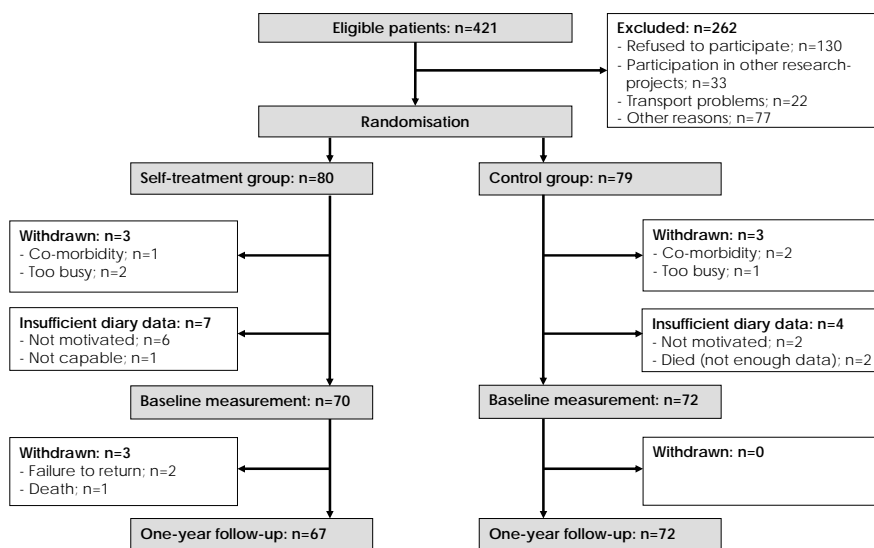 Eligible patients: n=421
Excluded: n=262
- Refused to participate; n=130
- Participation in other research-
projects; n=33
- Transport problems; n=22
- Other reasons; n=77
Randomisation
Self-treatment group: n=80
Control group: n=79
Withdrawn: n=3
- Co-morbidity; n=1
- Too busy; n=2
Withdrawn: n=3
- Co-morbidity; n=2
- Too busy; n=1
Insufficient diary data: n=7
- Not motivated; n=6
- Not capable; n=1
Insufficient diary data: n=4
- Not motivated; n=2
- Died (not enough data); n=2
Baseline measurement: n=70
Baseline measurement: n=72
Withdrawn: n=3
- Failure to return; n=2
- Death; n=1
Withdrawn: n=0
One-year follow-up: n=67
One-year follow-up: n=72